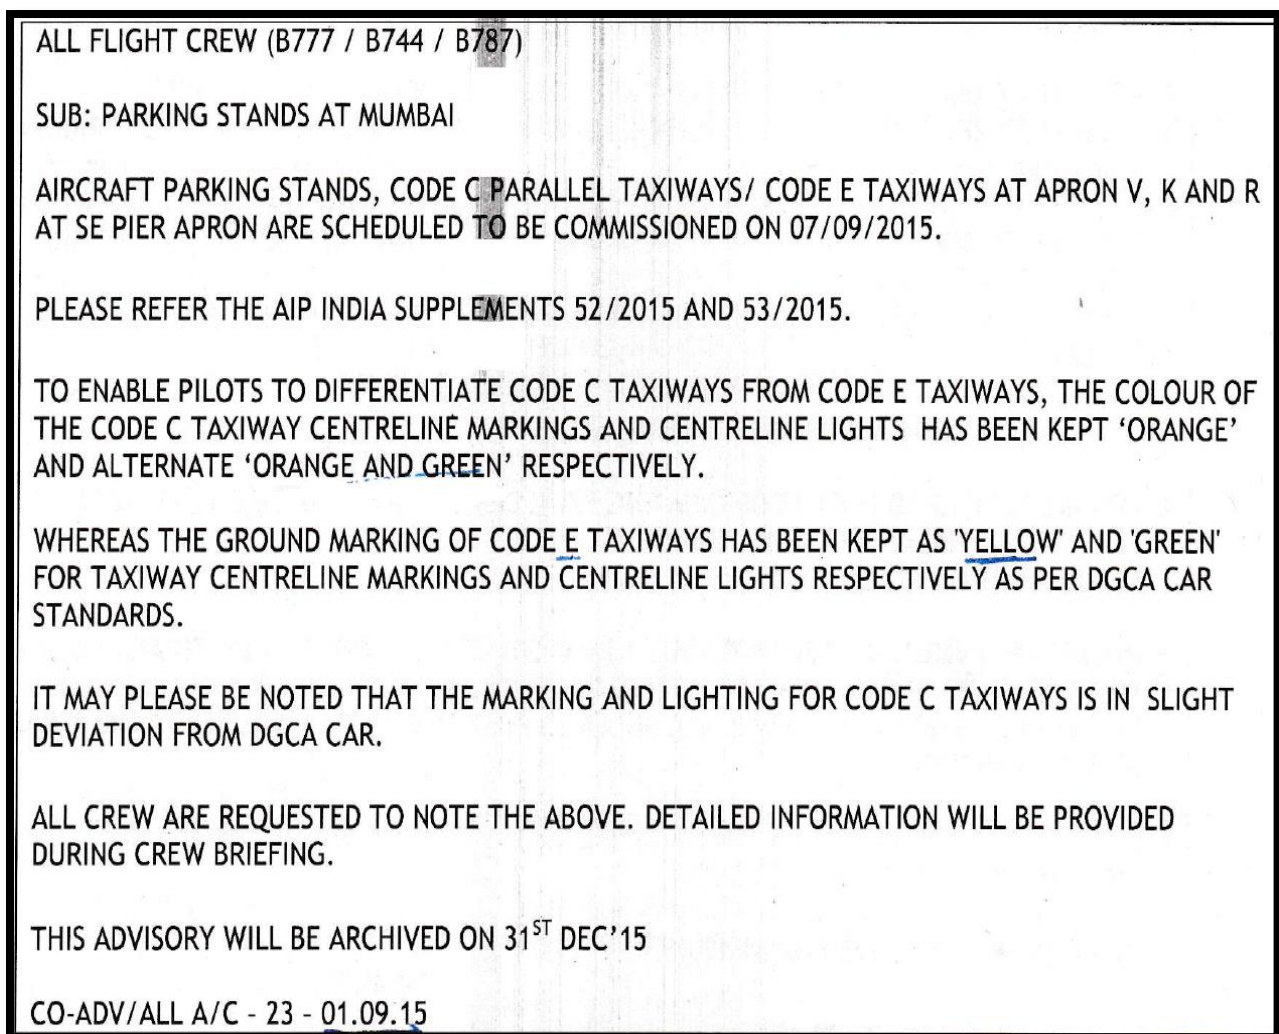 ALL FLIGHT CREW (B777 / B744 / B787)
SUB: PARKING STANDS AT MUMBAI
AIRCRAFT PARKING STANDS, CODE C PARALLEL TAXIWAYS/ CODE E TAXIWAYS AT APRON V, K AND R
AT SE PIER APRON ARE SCHEDULED TO BE COMMISSIONED ON 07/09/2015.
PLEASE REFER THE AIP INDIA SUPPLEMENTS 52/2015 AND 53/2015.
TO ENABLE PILOTS TO DIFFERENTIATE CODE C TAXIWAYS FROM CODE E TAXIWAYS, THE COLOUR OF
THE CODE C TAXIWAY CENTRELINE MARKINGS AND CENTRELINE LIGHTS HAS BEEN KEPT ‘ORANGE’
AND ALTERNATE ‘ORANGE AND GREEN’ RESPECTIVELY.
WHEREAS THE GROUND MARKING OF CODE E TAXIWAYS HAS BEEN KEPT AS 'YELLOW' AND 'GREEN'
FOR TAXIWAY CENTRELINE MARKINGS AND CENTRELINE LIGHTS RESPECTIVELY AS PER DGCA CAR
STANDARDS.
IT MAY PLEASE BE NOTED THAT THE MARKING AND LIGHTING FOR CODE C TAXIWAYS IS IN SLIGHT
DEVIATION FROM DGCA CAR.
ALL CREW ARE REQUESTED TO NOTE THE ABOVE. DETAILED INFORMATION WILL BE PROVIDED
DURING CREW BRIEFING.
THIS ADVISORY WILL BE ARCHIVED ON 31ST DEC’15
CO-ADV/ALL A/C - 23 - 01.09.15